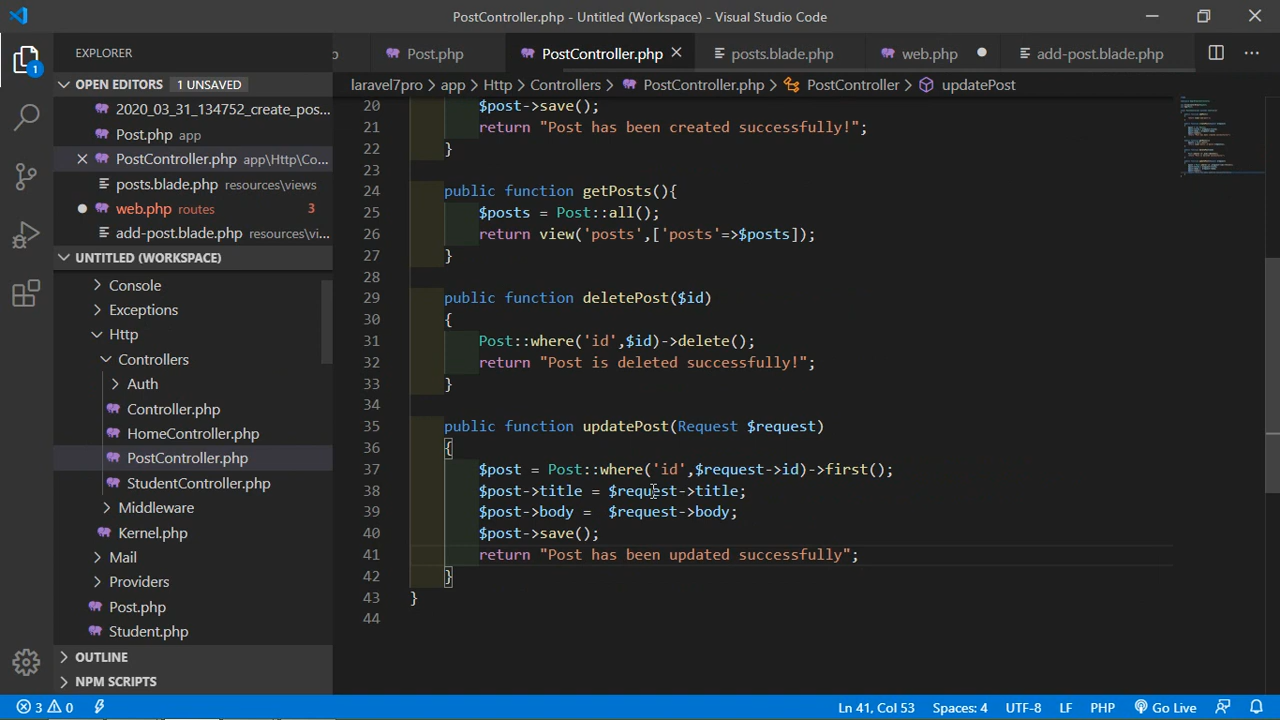 PostController.php - Untitled (Workspace) - Visual Studio Code
EXPLORER
p
Post.php
PostController.php
posts.blade.php
web.php
add-post.blade.php
OPEN EDITORS
1 UNSAVED
laravel7pro > app > Http > Controllers > PostController.php > PostController > updatePost
2020_03_31_134752_create_pos...
Post.php app
PostController.php app\Http\Co...
posts.blade.php resources\views
web.php routes 3
add-post.blade.php resources\vi...
UNTITLED (WORKSPACE)
Console
Exceptions
Http
Controllers
Auth
Controller.php
HomeController.php
PostController.php
StudentController.php
Middleware
Kernel.php
Mail
Providers
Post.php
Student.php
OUTLINE
NPM SCRIPTS
1
20 $post->save();
21 return "Post has been created successfully!";
22 }
23
24 public function getPosts(){
25 $posts = Post::all();
26 return view('posts',['posts'=>$posts]);
27 }
28
29 public function deletePost($id)
30 {
31 Post::where('id',$id)->delete();
32 return "Post is deleted successfully!";
33 }
34
35 public function updatePost(Request $request)
36 {
37 $post = Post::where('id',$request->id)->first();
38 $post->title = $request->title;
39 $post->body =  $request->body;
40 $post->save();
41 return "Post has been updated successfully";
42 }
43 }
44
3 0
Ln 41, Col 53
Spaces: 4
UTF-8
LF
PHP
Go Live